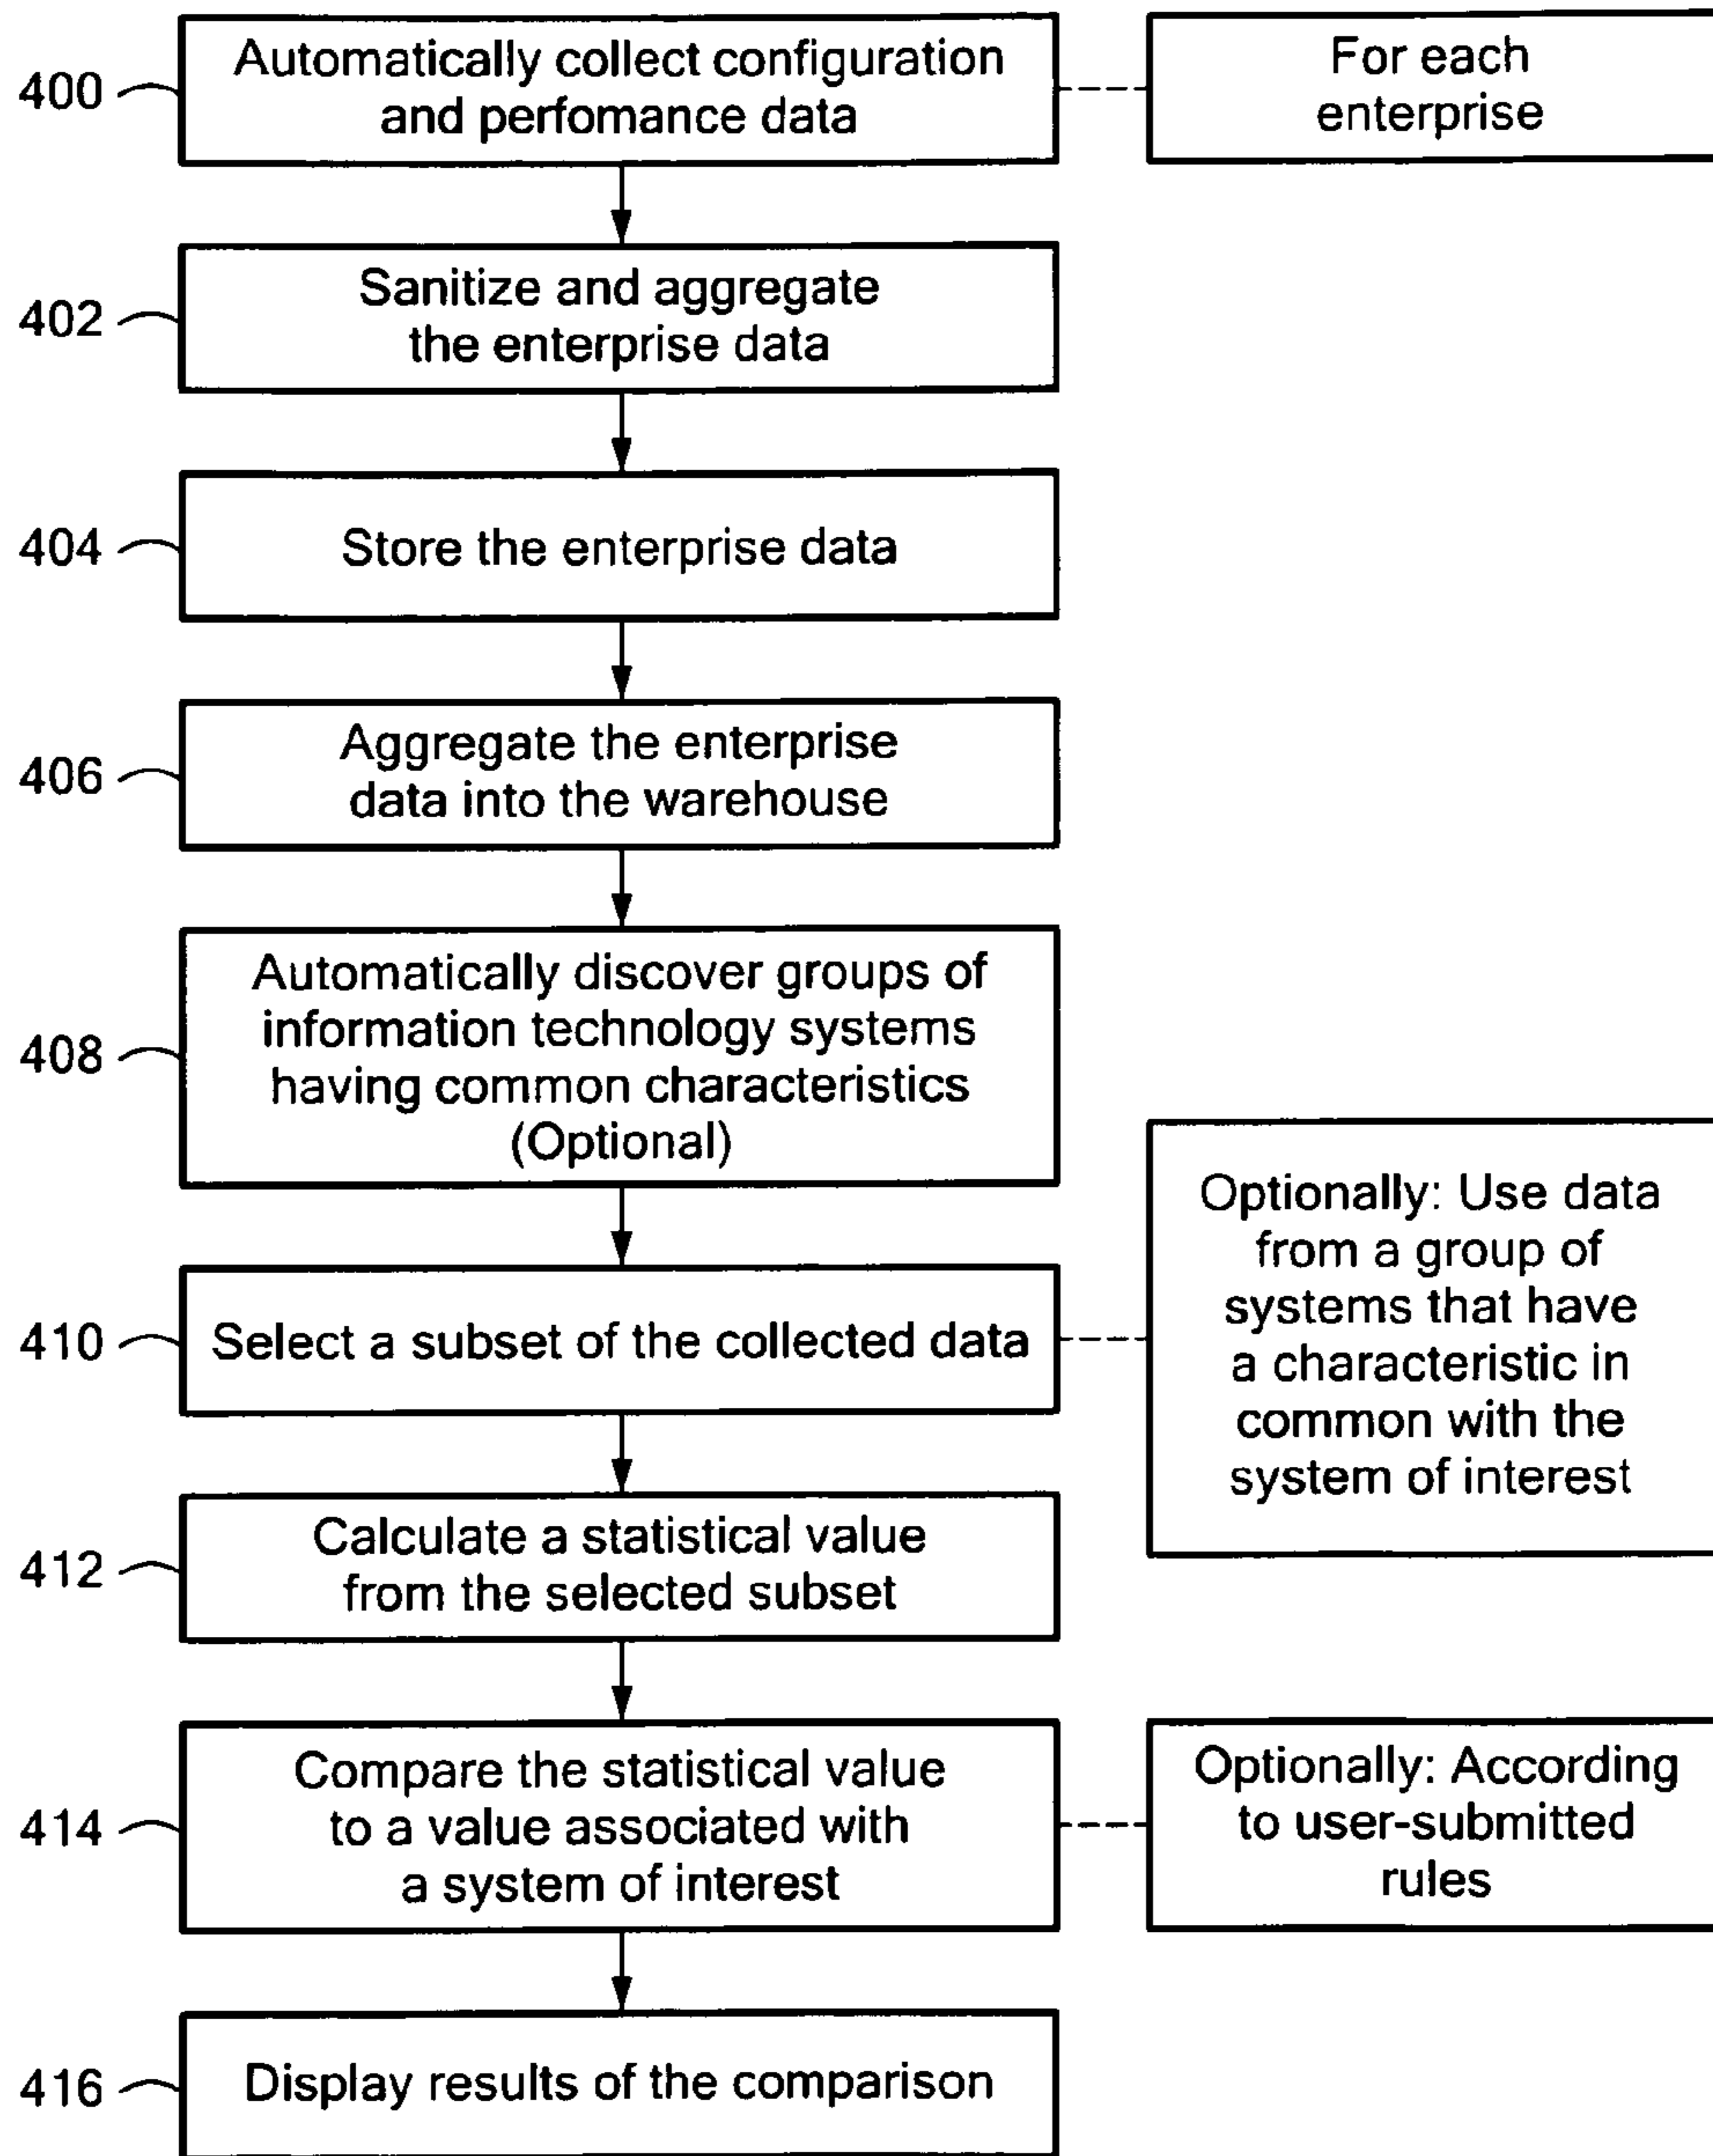 400
Automatically collect configuration
and perfomance data
For each
enterprise
402
Sanitize and aggregate
the enterprise data
404
Store the enterprise data
406
Aggregate the enterprise
data into the warehouse
408
Automatically discover groups of
information technology systems
having common characteristics
(Optional)
410
Select a subset of the collected data
Optionally: Use data
from a group of
systems that have
a characteristic in
common with the
system of interest
412
Calculate a statistical value
from the selected subset
414
Compare the statistical value
to a value associated with
a system of interest
Optionally: According
to user-submitted
rules
416
Display results of the comparison